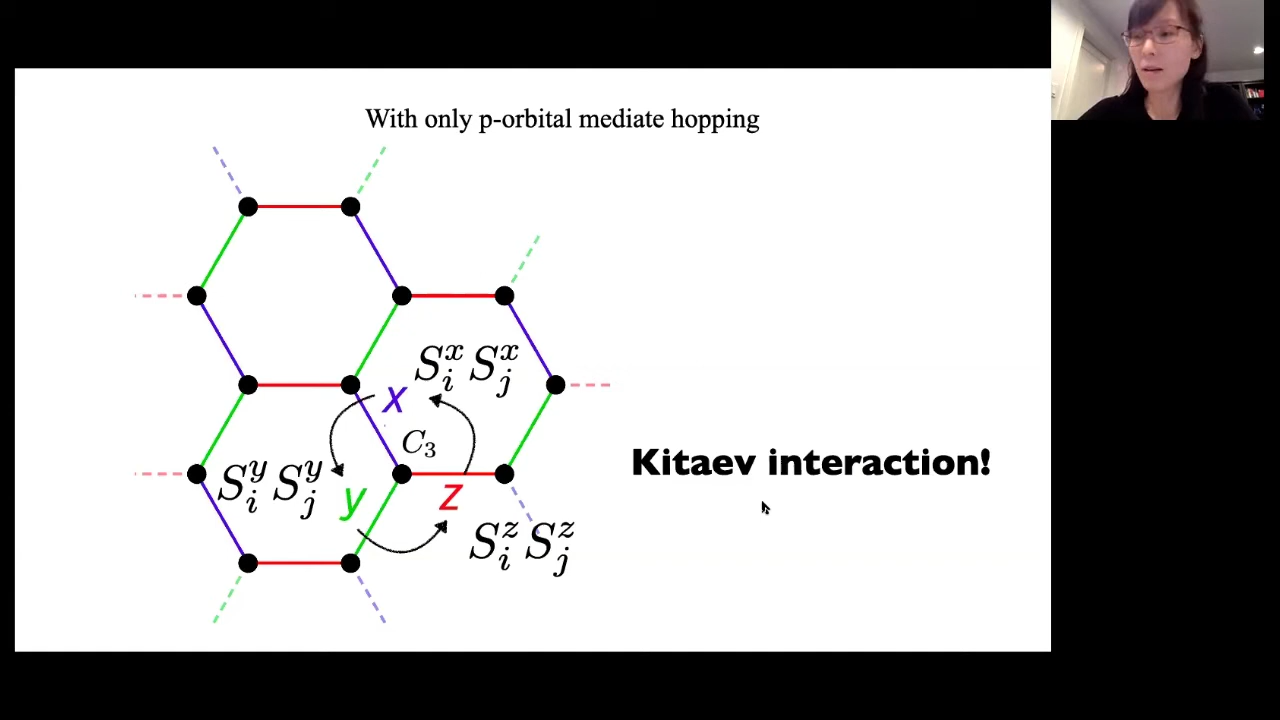 With only p-orbital mediate hopping
S_i^x S_j^x
x
C_3
Kitaev interaction!
S_i^y S_j^y
y
z
S_i^z S_j^z